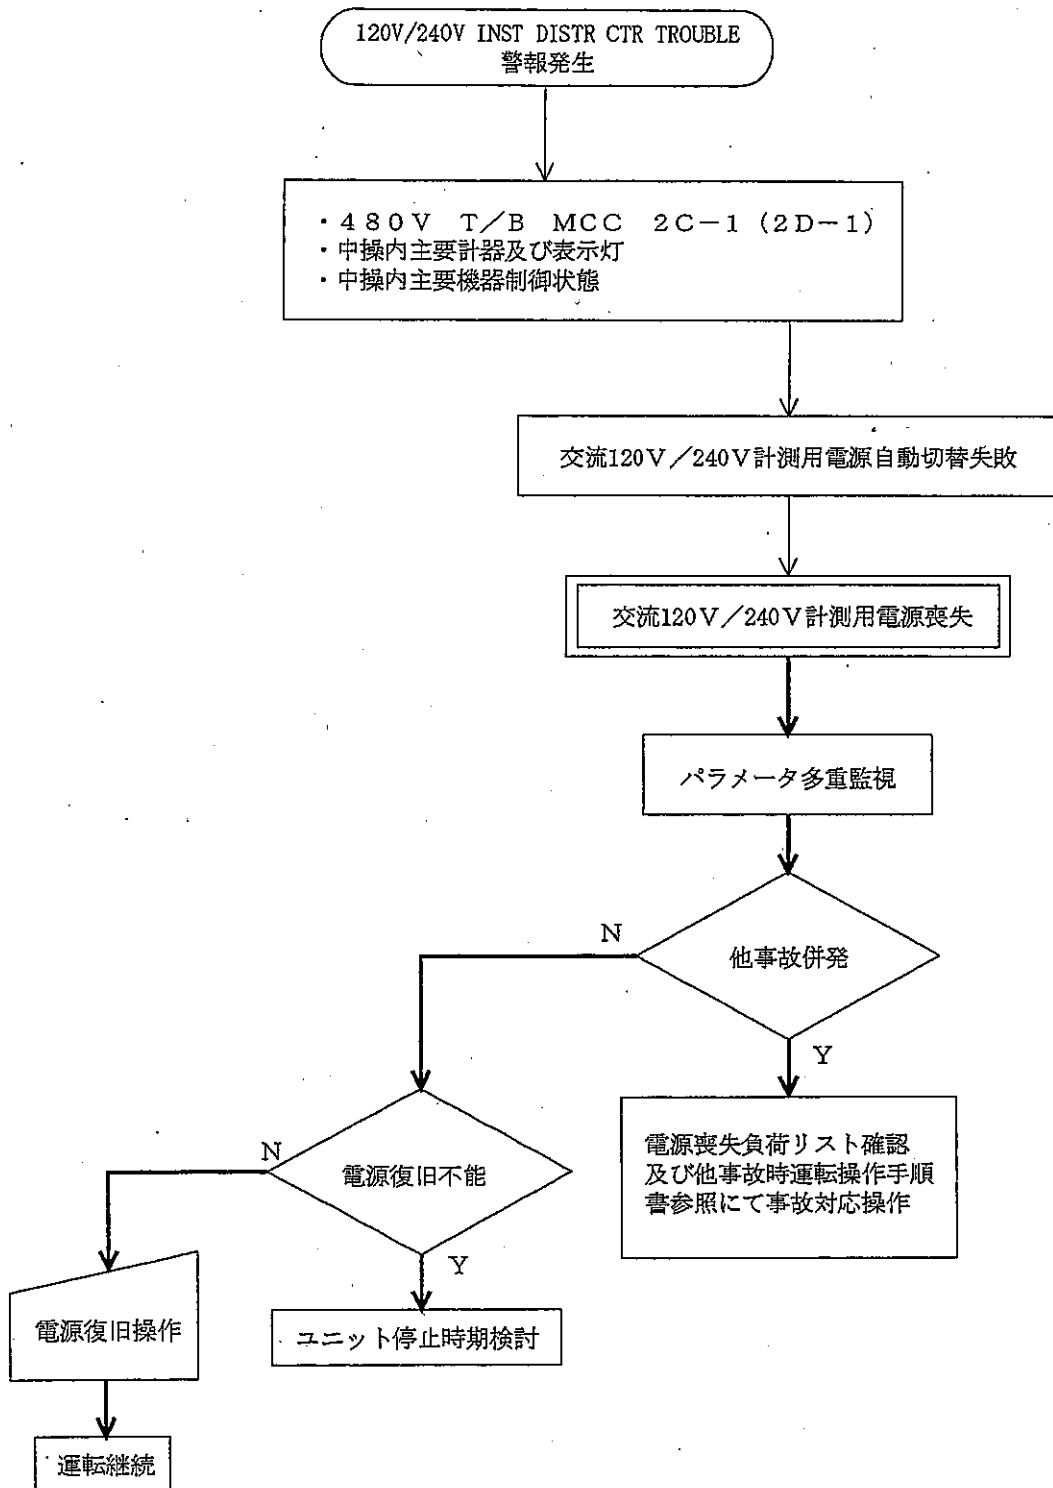 120V/240V INST DISTR CTR TROUBLE
警報発生
・４８０Ｖ　Ｔ／Ｂ　ＭＣＣ　２Ｃ－１（２Ｄ－１）
・中操内主要計器及び表示灯
・中操内主要機器制御状態
交流120Ｖ／240Ｖ計測用電源自動切替失敗
交流120Ｖ／240Ｖ計測用電源喪失
パラメータ多重監視
他事故併発
N
Y
電源喪失負荷リスト確認
及び他事故時運転操作手順
書参照にて事故対応操作
電源復旧不能
N
Y
電源復旧操作
ユニット停止時期検討
運転継続